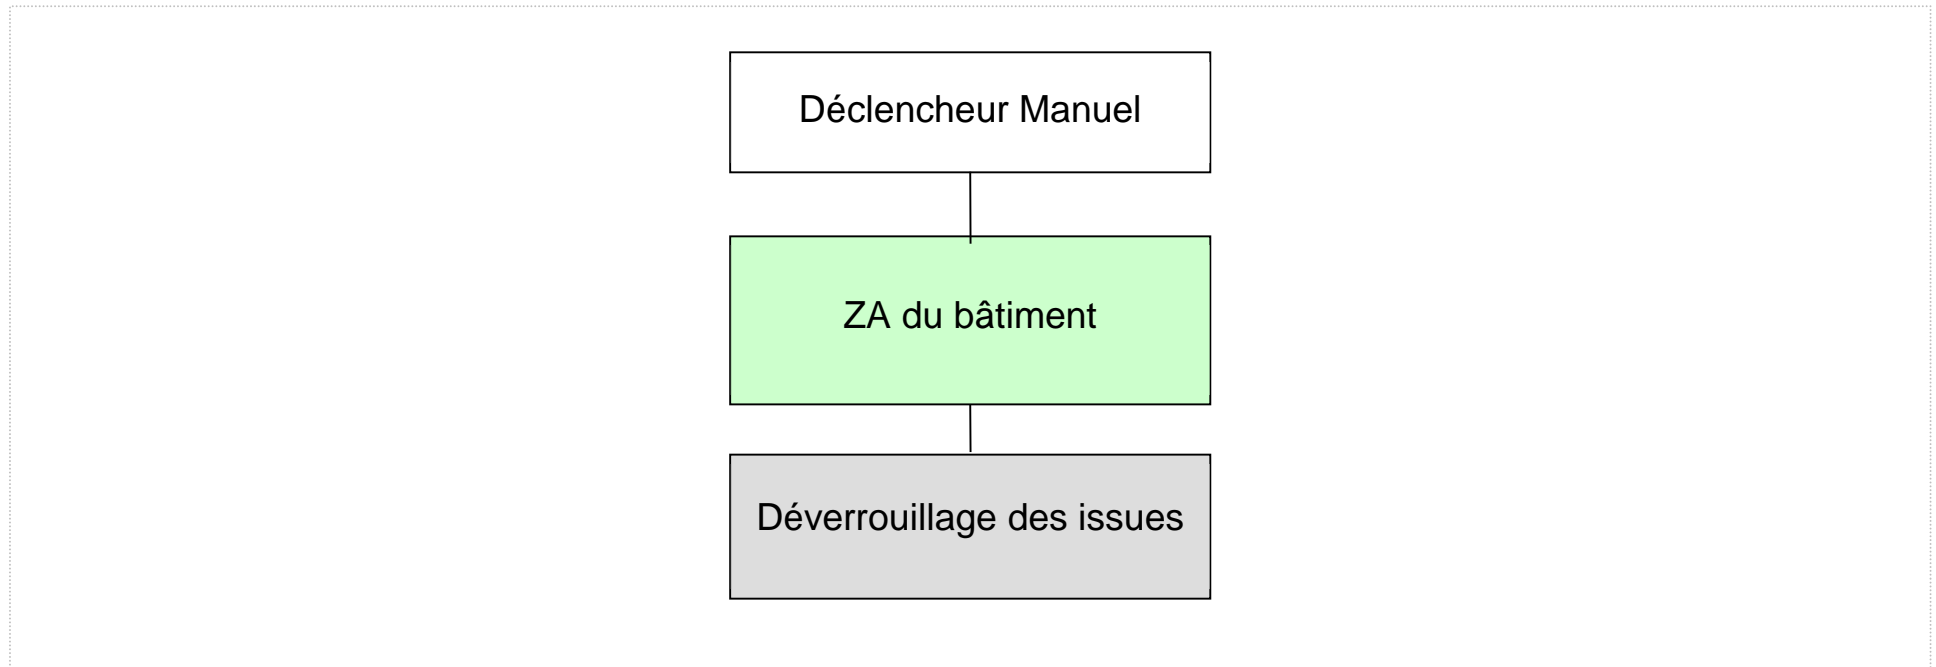 Déclencheur Manuel
ZA du bâtiment
Déverrouillage des issues